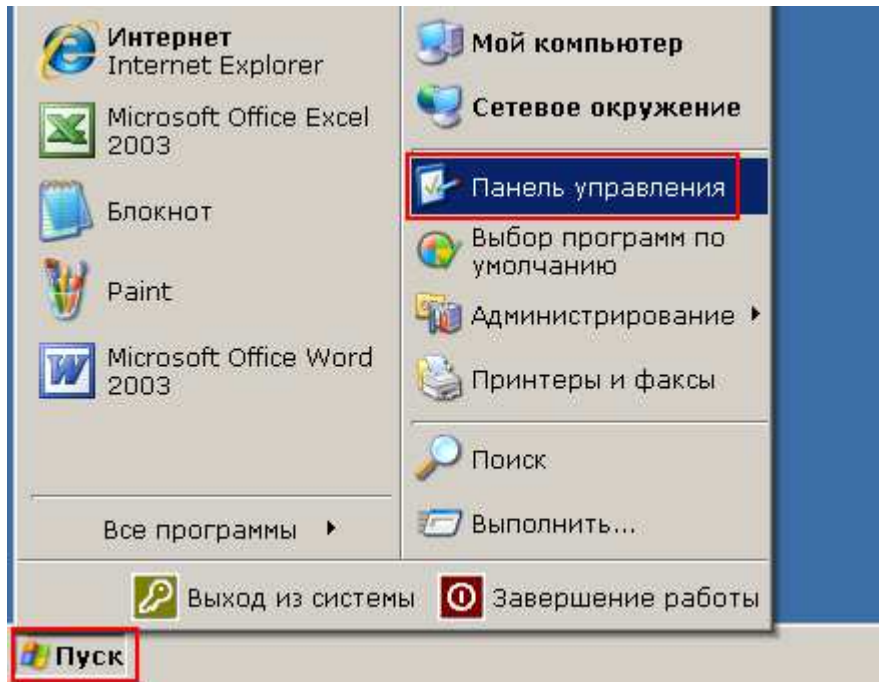 Интернет
Internet Explorer
Microsoft Office Excel
2003
Блокнот
Paint
Microsoft Office Word
2003
Все программы
Мой компьютер
Сетевое окружение
Панель управления
Выбор программ по
умолчанию
Администрирование
Принтеры и факсы
Поиск
Выполнить...
Выход из системы
Завершение работы
Пуск